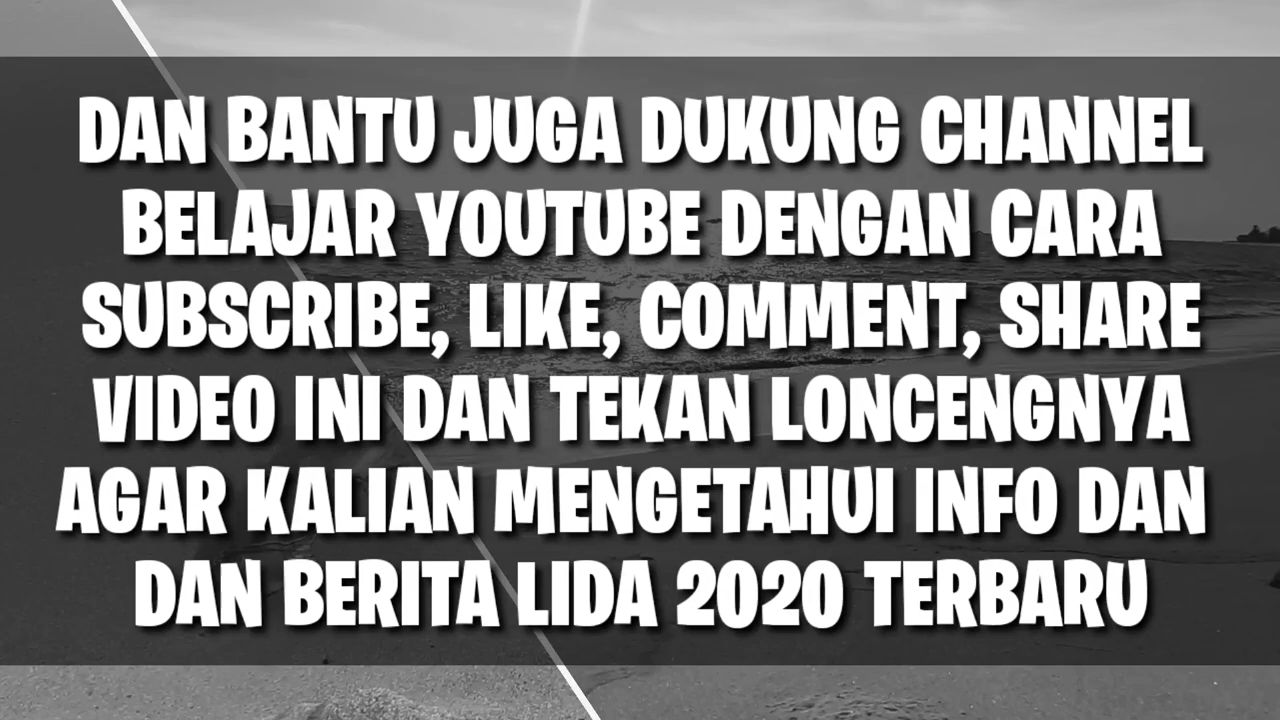 DAN BANTU JUGA DUKUNG CHANNEL
BELAJAR YOUTUBE DENGAN CARA
SUBSCRIBE, LIKE, COMMENT, SHARE
VIDEO INI DAN TEKAN LONCENGNYA
AGAR KALIAN MENGETAHUI INFO DAN
DAN BERITA LIDA 2020 TERBARU